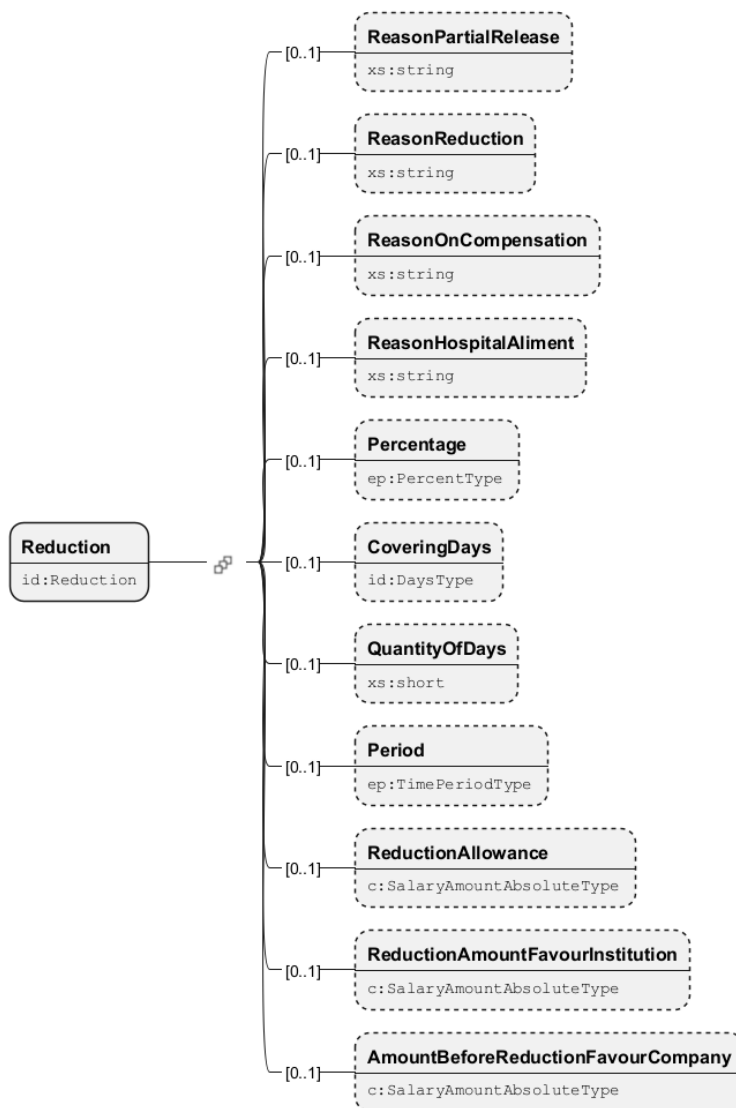 [0..1]
ReasonPartialRelease
xs:string
[0..1]
ReasonReduction
xs:string
[0..1]
ReasonOnCompensation
xs:string
[0..1]
ReasonHospitalAliment
xs:string
[0..1]
Percentage
ep:PercentType
Reduction
id:Reduction
[0..1]
CoveringDays
id:DaysType
[0..1]
QuantityOfDays
xs:short
[0..1]
Period
ep:TimePeriodType
[0..1]
ReductionAllowance
c:SalaryAmountAbsoluteType
[0..1]
ReductionAmountFavourInstitution
c:SalaryAmountAbsoluteType
[0..1]
AmountBeforeReductionFavourCompany
c:SalaryAmountAbsoluteType